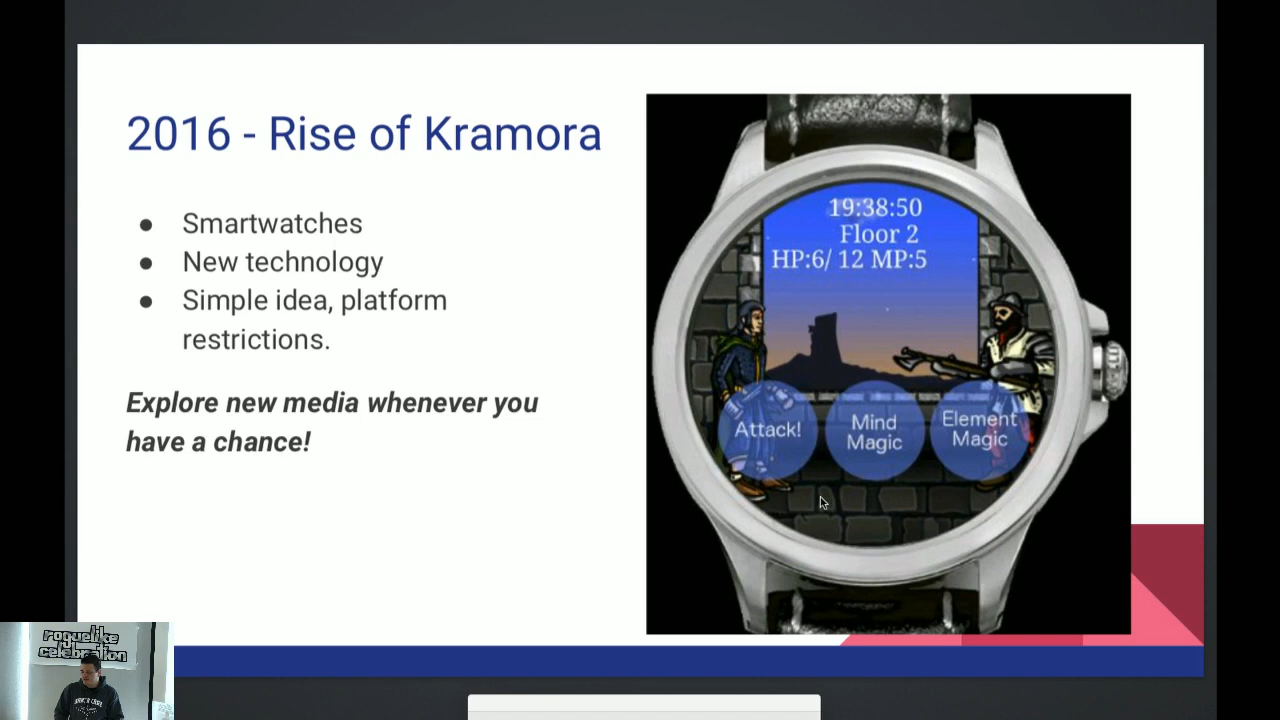 2016 - Rise of Kramora
● Smartwatches
● New technology
● Simple idea, platform
restrictions.
Explore new media whenever you
have a chance!
19:38:50
Floor 2
HP:6/ 12 MP:5
Attack!
Mind
Magic
Element
Magic
roguelike
celebration